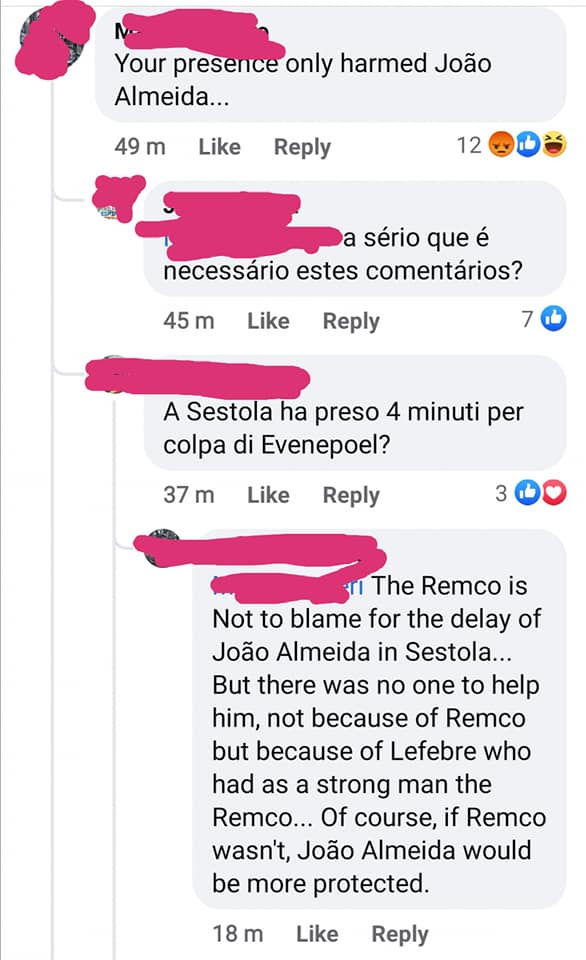 Your presence only harmed João
Almeida...
49 m Like Reply 12
a sério que é
necessário estes comentários?
45 m Like Reply 7
A Sestola ha preso 4 minuti per
colpa di Evenepoel?
37 m Like Reply 3
The Remco is
Not to blame for the delay of
João Almeida in Sestola...
But there was no one to help
him, not because of Remco
but because of Lefebre who
had as a strong man the
Remco... Of course, if Remco
wasn't, João Almeida would
be more protected.
18 m Like Reply